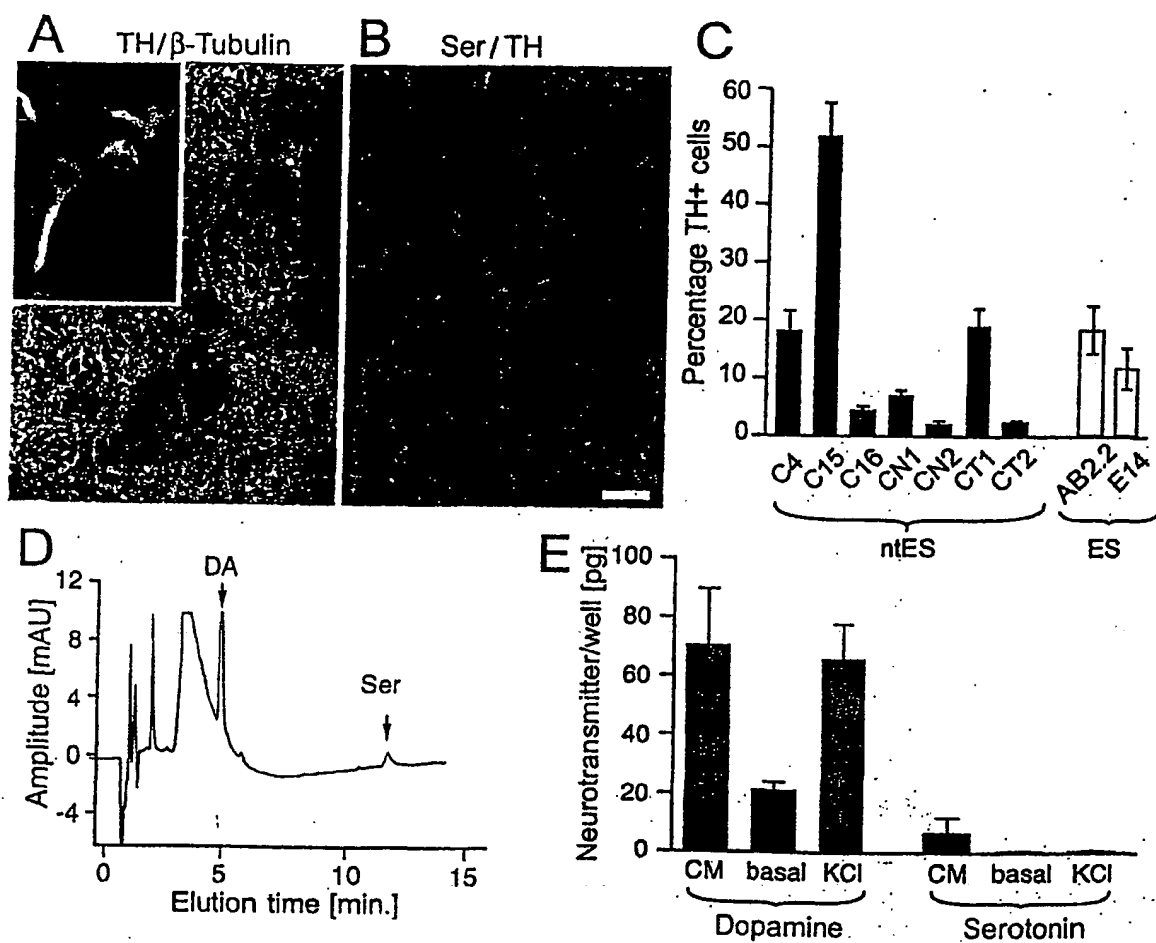 A TH/β-Tubulin
B Ser/TH
C
Percentage TH+ cells
60
50
40
30
20
10
0
C4 C15 C16 CN1 CN2 CT1 CT2 AB2.2 E14
ntES ES
D
Amplitude [mAU]
12
8
4
0
-4
DA
Ser
0 5 10 15
Elution time [min.]
E
Neurotransmitter/well [pg]
100
80
60
40
20
0
CM basal KCl CM basal KCl
Dopamine Serotonin